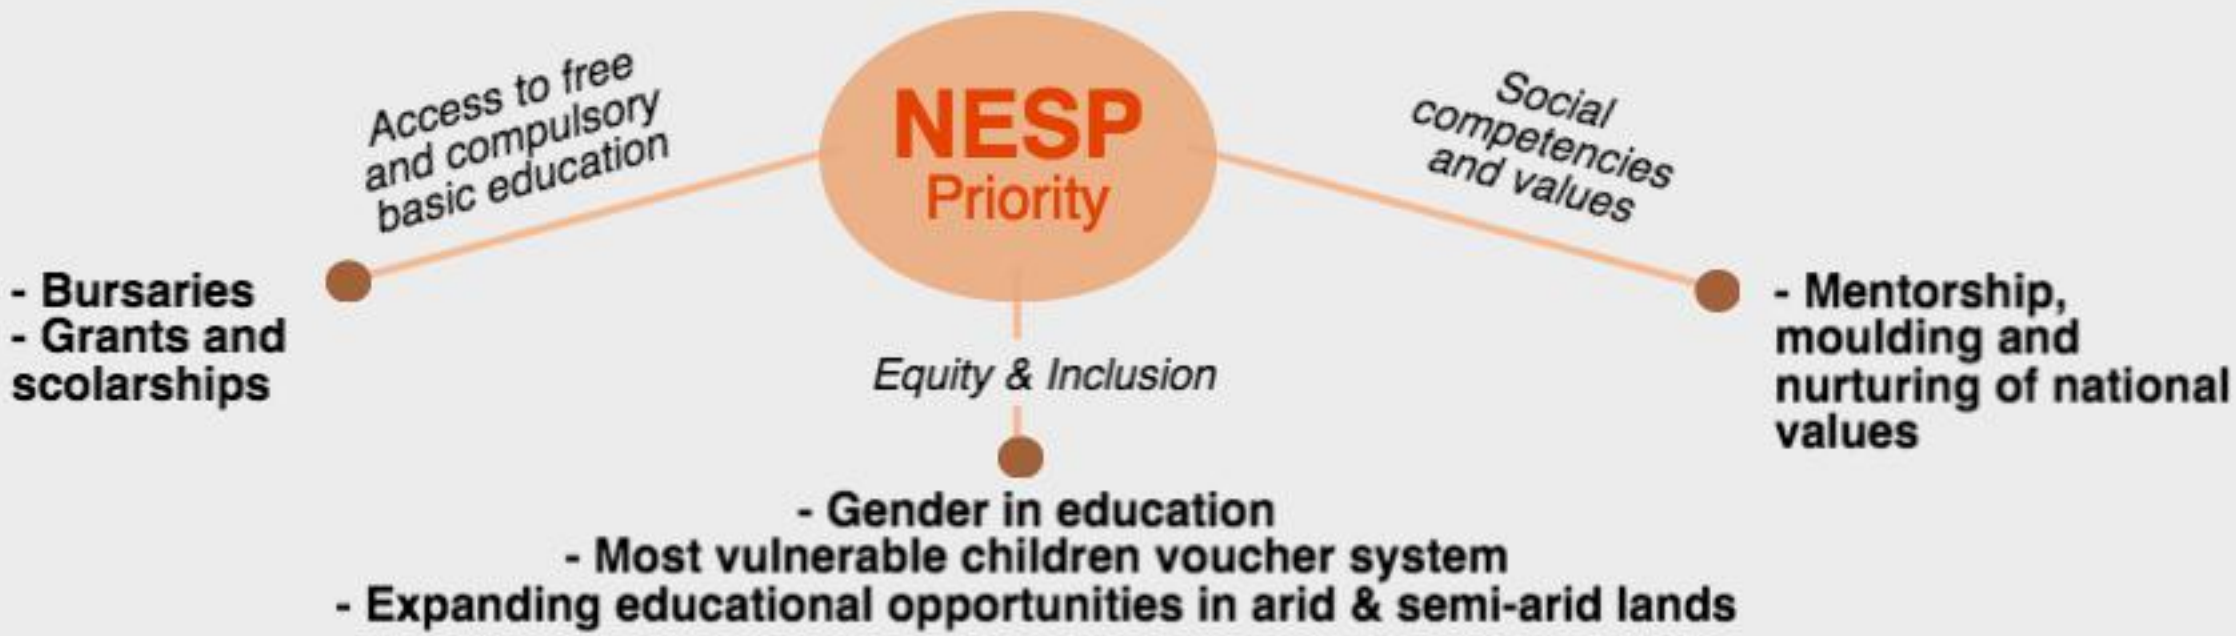 NESP
Priority
Access to free
and compulsory
basic education
- Bursaries
- Grants and
scolarships
Equity & Inclusion
- Gender in education
- Most vulnerable children voucher system
- Expanding educational opportunities in arid & semi-arid lands
Social
competencies
and values
- Mentorship,
moulding and
nurturing of national
values